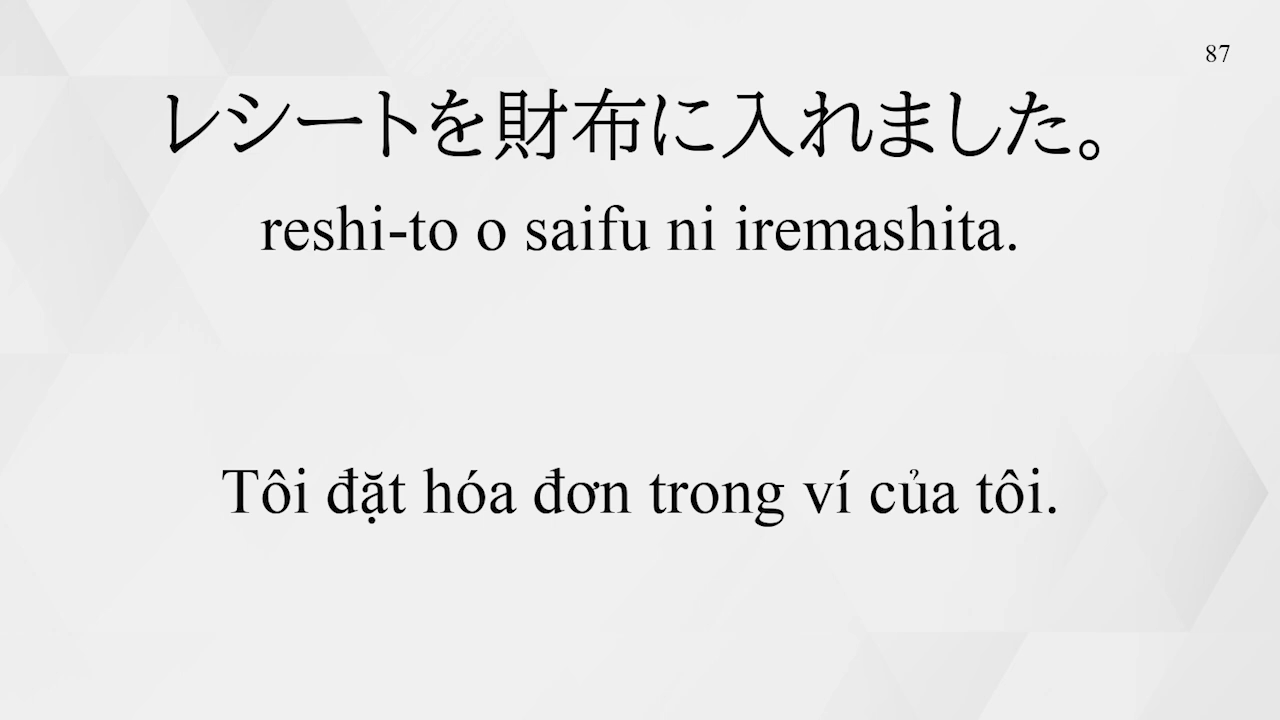 87
レシートを財布に入れました。
reshi-to o saifu ni iremashita.
Tôi đặt hóa đơn trong ví của tôi.